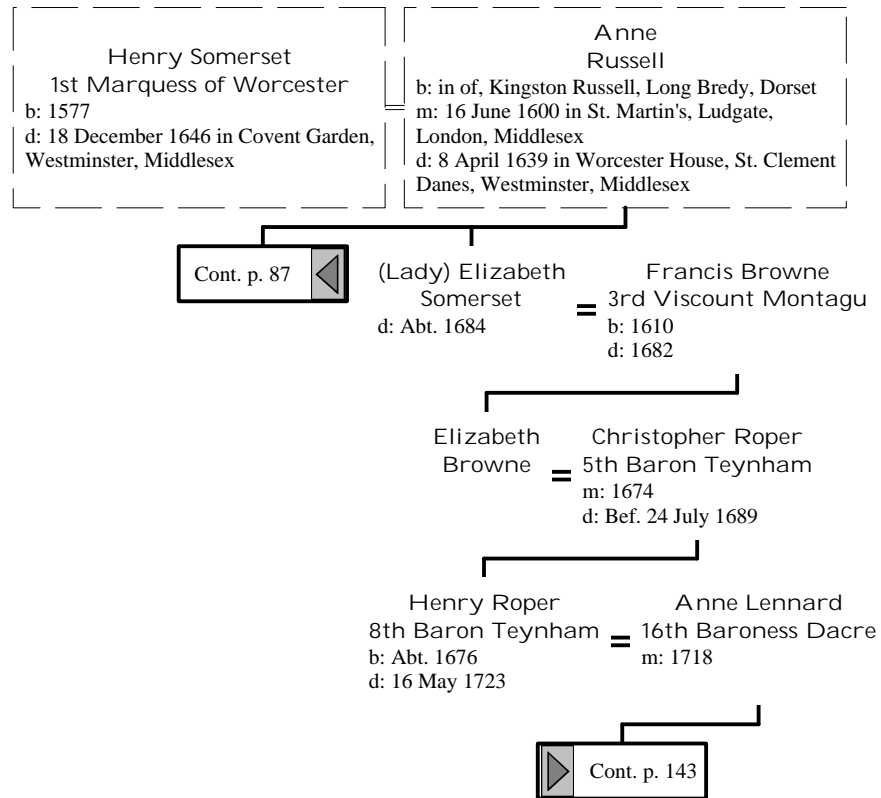 Henry Somerset
1st Marquess of Worcester
b: 1577
d: 18 December 1646 in Covent Garden,
Westminster, Middlesex
Anne
Russell
b: in of, Kingston Russell, Long Bredy, Dorset
m: 16 June 1600 in St. Martin's, Ludgate,
London, Middlesex
d: 8 April 1639 in Worcester House, St. Clement
Danes, Westminster, Middlesex
Cont. p. 87
(Lady) Elizabeth
Somerset
d: Abt. 1684
=
Francis Browne
3rd Viscount Montagu
b: 1610
d: 1682
Elizabeth
Browne
=
Christopher Roper
5th Baron Teynham
m: 1674
d: Bef. 24 July 1689
Henry Roper
8th Baron Teynham
b: Abt. 1676
d: 16 May 1723
=
Anne Lennard
16th Baroness Dacre
m: 1718
Cont. p. 143